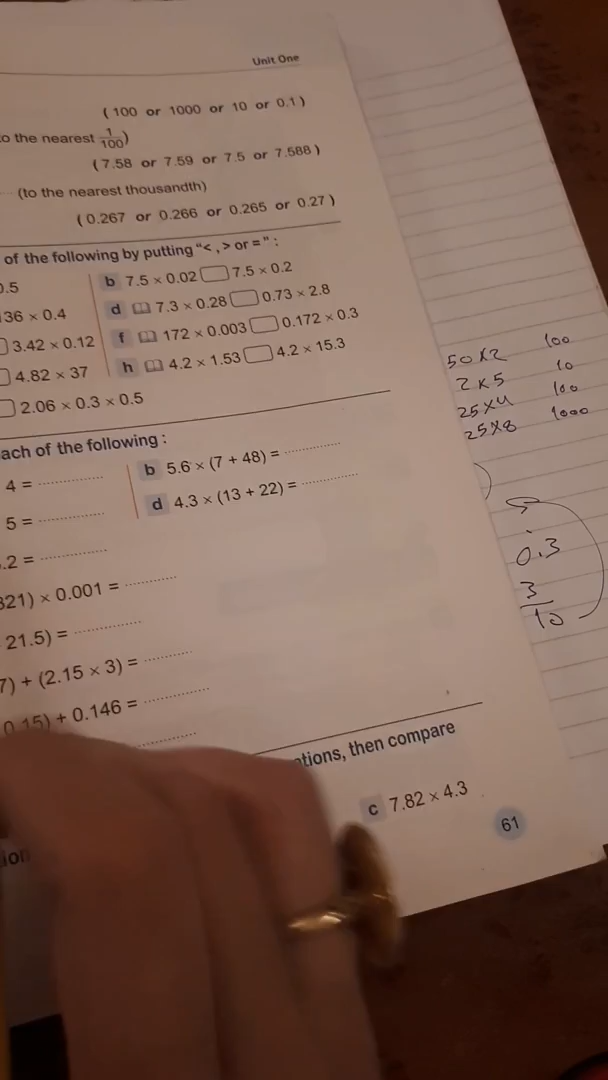 Unit One
( 100 or 1000 or 10 or 0.1 )
to the nearest 1/100)
( 7.58 or 7.59 or 7.5 or 7.588 )
(to the nearest thousandth)
( 0.267 or 0.266 or 0.265 or 0.27 )
of the following by putting "< , > or = " :
0.5
b 7.5 × 0.02 □ 7.5 × 0.2
36 × 0.4
d 7.3 × 0.28 □ 0.73 × 2.8
□ 3.42 × 0.12
f 172 × 0.003 □ 0.172 × 0.3
□ 4.82 × 37
h 4.2 × 1.53 □ 4.2 × 15.3
□ 2.06 × 0.3 × 0.5
ach of the following :
4 = ..................
b 5.6 × (7 + 48) = ...............
5 = ..................
d 4.3 × (13 + 22) = ...............
.2 = ..................
321) × 0.001 = ..............
21.5) = ..................
7) + (2.15 × 3) = .............
0.15) + 0.146 = ..................
tions, then compare
c 7.82 × 4.3
61
50 × 2 100
2 × 5 10
25 × 4 100
25 × 8 1000
0.3
3
10